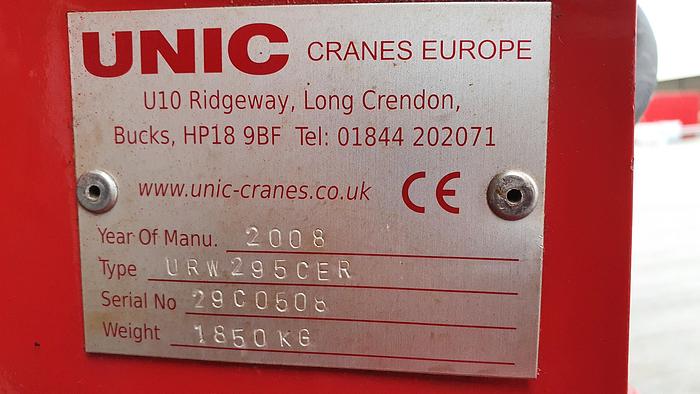 UNIC CRANES EUROPE
U10 Ridgeway, Long Crendon,
Bucks, HP18 9BF Tel: 01844 202071
www.unic-cranes.co.uk CE
Year Of Manu. 2008
Type URW295CER
Serial No 29C0508
Weight 1850KG